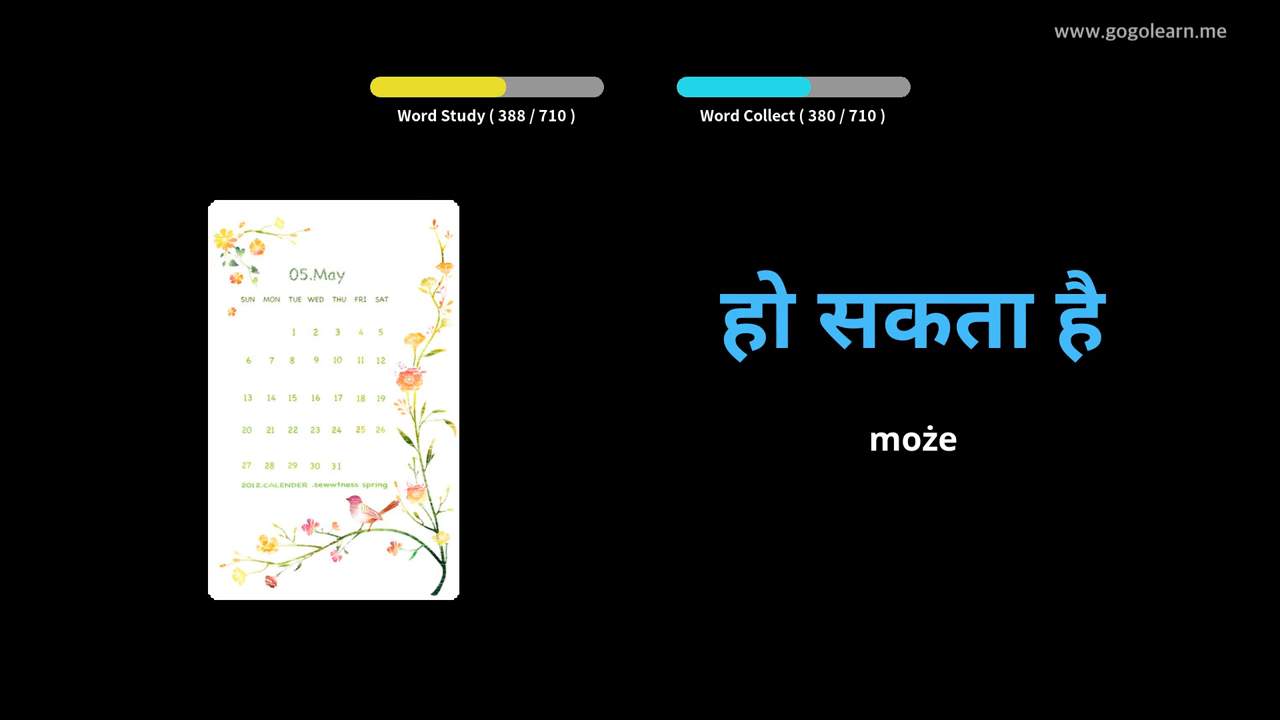 www.gogolearn.me
Word Study ( 388 / 710 )
Word Collect ( 380 / 710 )
05.May
SUN MON TUE WED THU FRI SAT
1 2 3 4 5
6 7 8 9 10 11 12
13 14 15 16 17 18 19
20 21 22 23 24 25 26
27 28 29 30 31
2012.CALENDER .sewwtness spring
हो सकता है
może